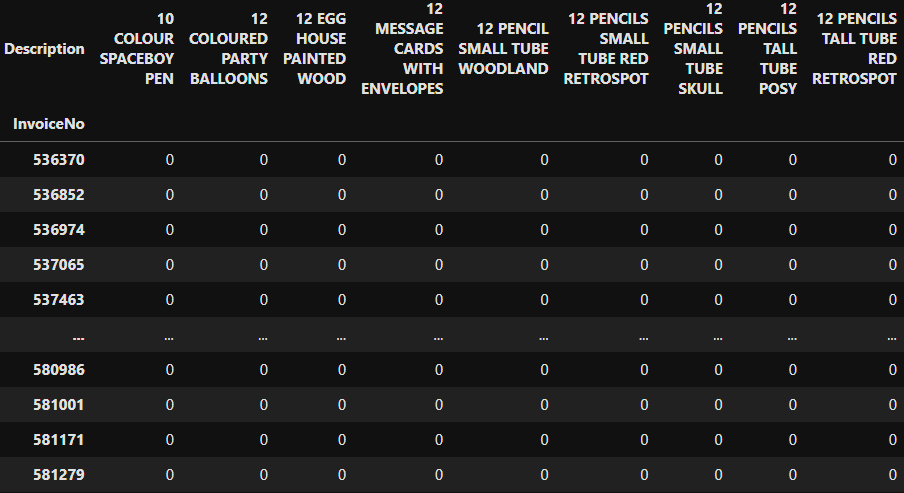 Description 10 COLOUR SPACEBOY PEN 12 COLOURED PARTY BALLOONS 12 EGG HOUSE PAINTED WOOD 12 MESSAGE CARDS WITH ENVELOPES 12 PENCIL SMALL TUBE WOODLAND 12 PENCILS SMALL TUBE RED RETROSPOT 12 PENCILS SMALL TUBE SKULL 12 PENCILS TALL TUBE POSY 12 PENCILS TALL TUBE RED RETROSPOT
InvoiceNo
536370 0 0 0 0 0 0 0 0 0
536852 0 0 0 0 0 0 0 0 0
536974 0 0 0 0 0 0 0 0 0
537065 0 0 0 0 0 0 0 0 0
537463 0 0 0 0 0 0 0 0 0
... ... ... ... ... ... ... ... ... ...
580986 0 0 0 0 0 0 0 0 0
581001 0 0 0 0 0 0 0 0 0
581171 0 0 0 0 0 0 0 0 0
581279 0 0 0 0 0 0 0 0 0